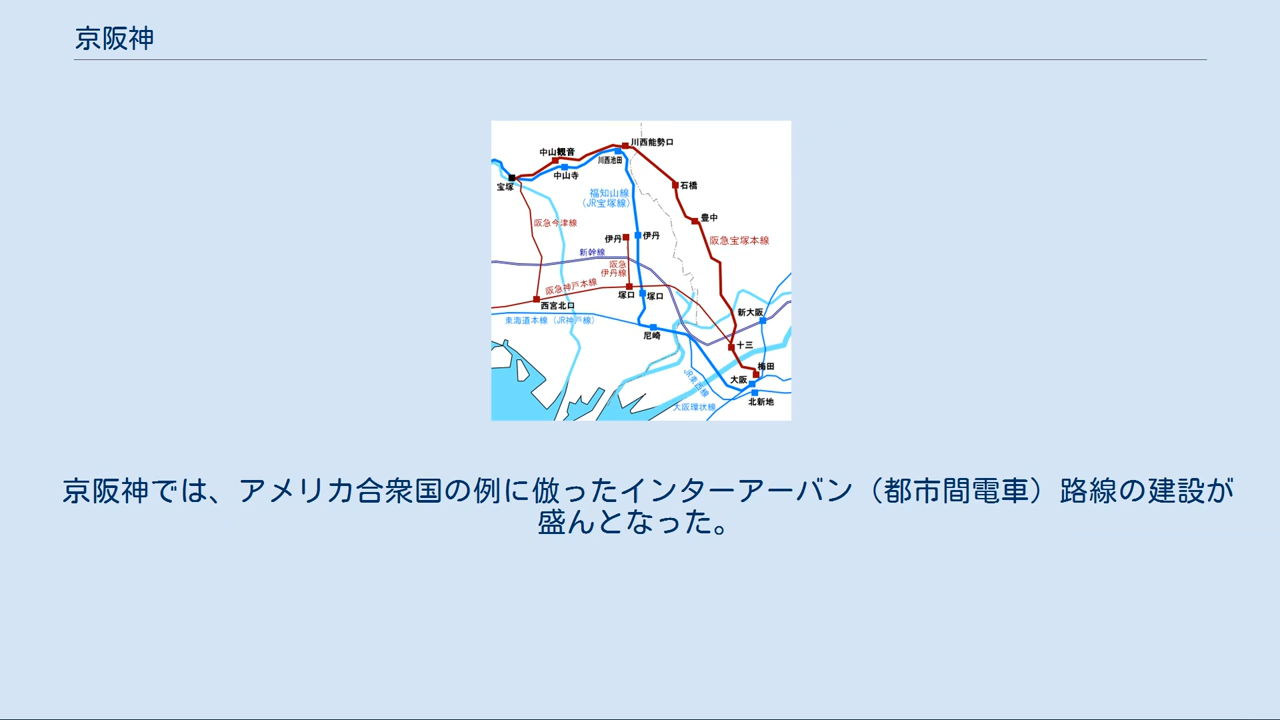 京阪神
川西能勢口
中山観音
川西池田
中山寺
石橋
宝塚
福知山線
(JR宝塚線)
豊中
阪急今津線
伊丹
伊丹
阪急宝塚本線
新幹線
阪急
伊丹線
阪急神戸本線
塚口
塚口
西宮北口
新大阪
東海道本線（JR神戸線）
尼崎
十三
梅田
JR東西線
大阪
北新地
大阪環状線
京阪神では、アメリカ合衆国の例に倣ったインターアーバン（都市間電車）路線の建設が
盛んとなった。